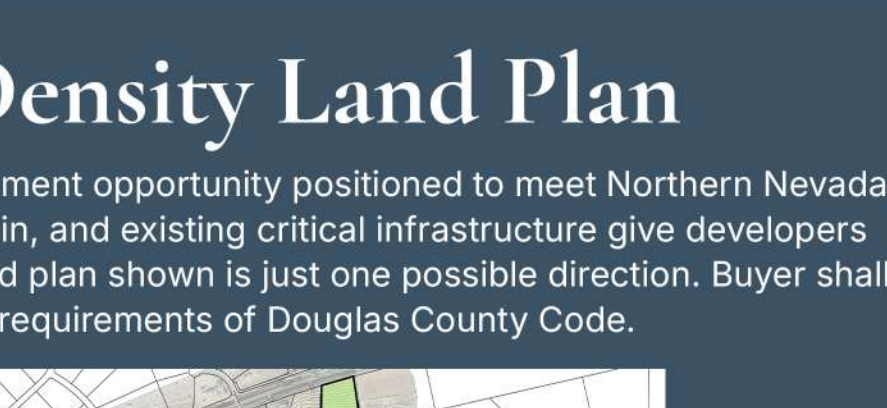 Density Land Plan
ment opportunity positioned to meet Northern Nevada
in, and existing critical infrastructure give developers
d plan shown is just one possible direction. Buyer shall
requirements of Douglas County Code.